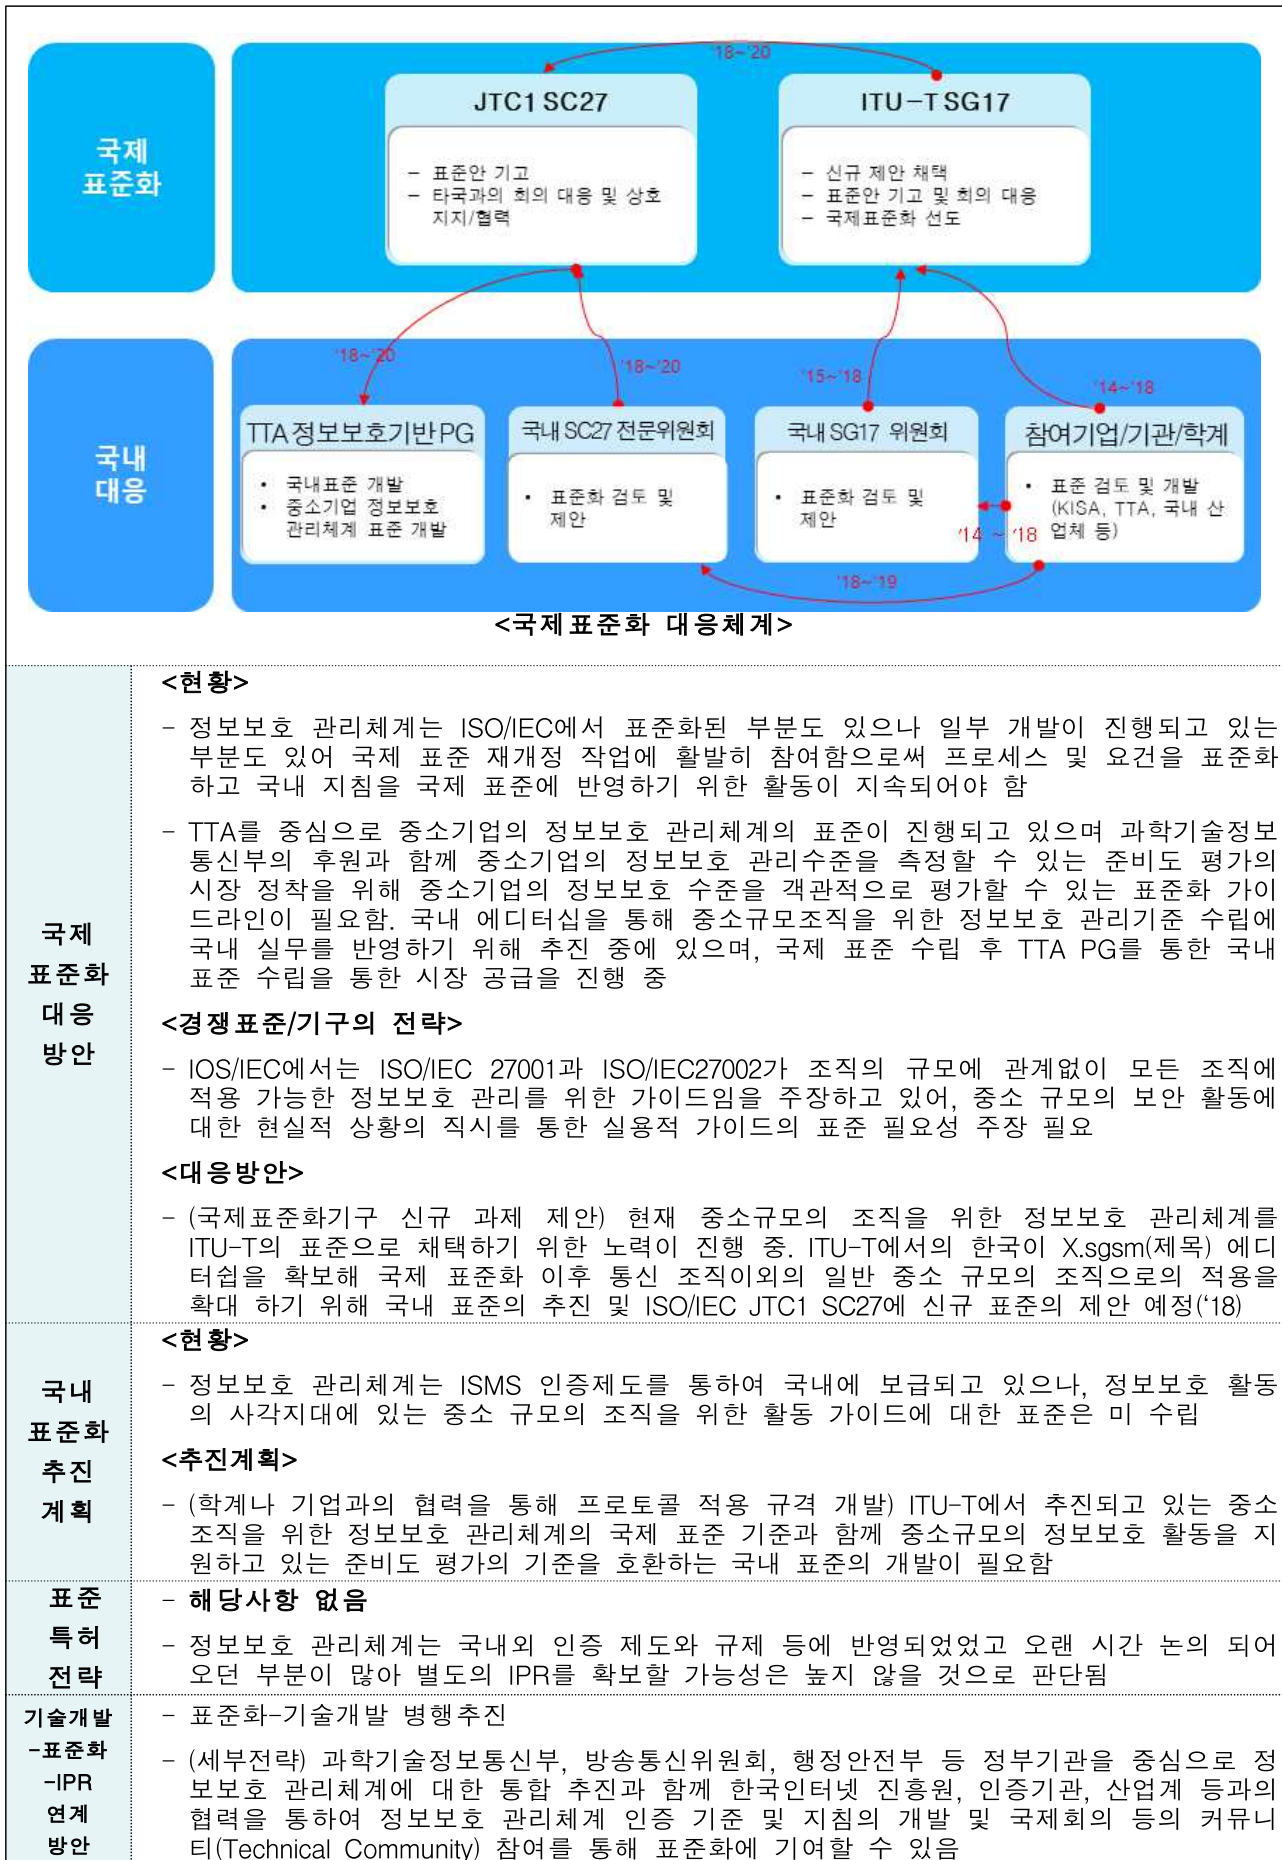 '18~'20
국제
표준화
JTC1 SC27
- 표준안 기고
- 타국과의 회의 대응 및 상호
지지/협력
ITU-T SG17
- 신규 제안 채택
- 표준안 기고 및 회의 대응
- 국제표준화 선도
'18~'20
'18~'20
'15~'18
'14~'18
국내
대응
TTA 정보보호기반 PG
• 국내표준 개발
• 중소기업 정보보호
관리체계 표준 개발
국내 SC27 전문위원회
• 표준화 검토 및
제안
국내 SG17 위원회
• 표준화 검토 및
제안
참여기업/기관/학계
• 표준 검토 및 개발
(KISA, TTA, 국내 산
업체 등)
'14 ~ '18
'18~'19
<국제표준화 대응체계>
국제
표준화
대응
방안
<현황>
- 정보보호 관리체계는 ISO/IEC에서 표준화된 부분도 있으나 일부 개발이 진행되고 있는
부분도 있어 국제 표준 재개정 작업에 활발히 참여함으로써 프로세스 및 요건을 표준화
하고 국내 지침을 국제 표준에 반영하기 위한 활동이 지속되어야 함
- TTA를 중심으로 중소기업의 정보보호 관리체계의 표준이 진행되고 있으며 과학기술정보
통신부의 후원과 함께 중소기업의 정보보호 관리수준을 측정할 수 있는 준비도 평가의
시장 정착을 위해 중소기업의 정보보호 수준을 객관적으로 평가할 수 있는 표준화 가이
드라인이 필요함. 국내 에디터십을 통해 중소규모조직을 위한 정보보호 관리기준 수립에
국내 실무를 반영하기 위해 추진 중에 있으며, 국제 표준 수립 후 TTA PG를 통한 국내
표준 수립을 통한 시장 공급을 진행 중
<경쟁표준/기구의 전략>
- IOS/IEC에서는 ISO/IEC 27001과 ISO/IEC27002가 조직의 규모에 관계없이 모든 조직에
적용 가능한 정보보호 관리를 위한 가이드임을 주장하고 있어, 중소 규모의 보안 활동에
대한 현실적 상황의 직시를 통한 실용적 가이드의 표준 필요성 주장 필요
<대응방안>
- (국제표준화기구 신규 과제 제안) 현재 중소규모의 조직을 위한 정보보호 관리체계를
ITU-T의 표준으로 채택하기 위한 노력이 진행 중. ITU-T에서의 한국이 X.sgsm(제목) 에디
터쉽을 확보해 국제 표준화 이후 통신 조직이외의 일반 중소 규모의 조직으로의 적용을
확대 하기 위해 국내 표준의 추진 및 ISO/IEC JTC1 SC27에 신규 표준의 제안 예정('18)
국내
표준화
추진
계획
<현황>
- 정보보호 관리체계는 ISMS 인증제도를 통하여 국내에 보급되고 있으나, 정보보호 활동
의 사각지대에 있는 중소 규모의 조직을 위한 활동 가이드에 대한 표준은 미 수립
<추진계획>
- (학계나 기업과의 협력을 통해 프로토콜 적용 규격 개발) ITU-T에서 추진되고 있는 중소
조직을 위한 정보보호 관리체계의 국제 표준 기준과 함께 중소규모의 정보보호 활동을 지
원하고 있는 준비도 평가의 기준을 호환하는 국내 표준의 개발이 필요함
표준
특허
전략
- 해당사항 없음
- 정보보호 관리체계는 국내외 인증 제도와 규제 등에 반영되었었고 오랜 시간 논의 되어
오던 부분이 많아 별도의 IPR를 확보할 가능성은 높지 않을 것으로 판단됨
기술개발
-표준화
-IPR
연계
방안
- 표준화-기술개발 병행추진
- (세부전략) 과학기술정보통신부, 방송통신위원회, 행정안전부 등 정부기관을 중심으로 정
보보호 관리체계에 대한 통합 추진과 함께 한국인터넷 진흥원, 인증기관, 산업계 등과의
협력을 통하여 정보보호 관리체계 인증 기준 및 지침의 개발 및 국제회의 등의 커뮤니
티(Technical Community) 참여를 통해 표준화에 기여할 수 있음